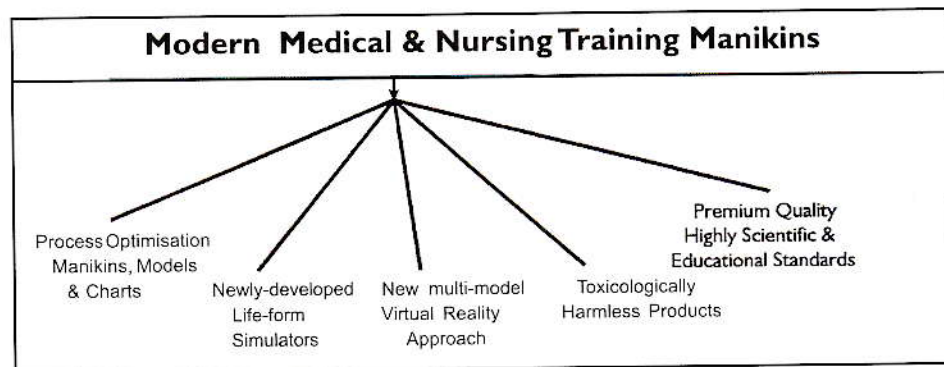 Modern Medical & Nursing Training Manikins
Process Optimisation
Manikins, Models
& Charts
Newly-developed
Life-form
Simulators
New multi-model
Virtual Reality
Approach
Toxicologically
Harmless Products
Premium Quality
Highly Scientific &
Educational Standards